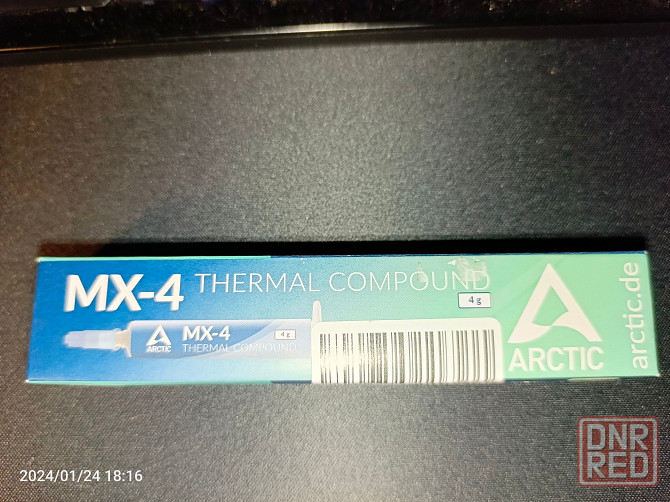 MX-4 THERMAL COMPOUND
4 g
MX-4
4 g
ARCTIC
THERMAL COMPOUND
ARCTIC
arctic.de
2024/01/24 18:16
DNR
RED